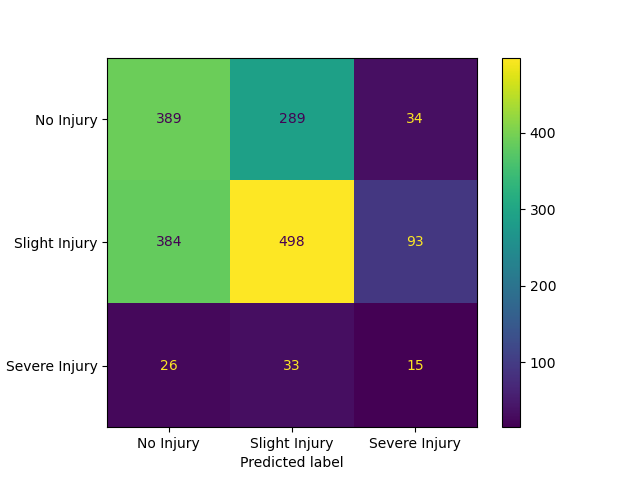 No Injury 389 289 34
Slight Injury 384 498 93
Severe Injury 26 33 15
No Injury Slight Injury Severe Injury
Predicted label
400
300
200
100